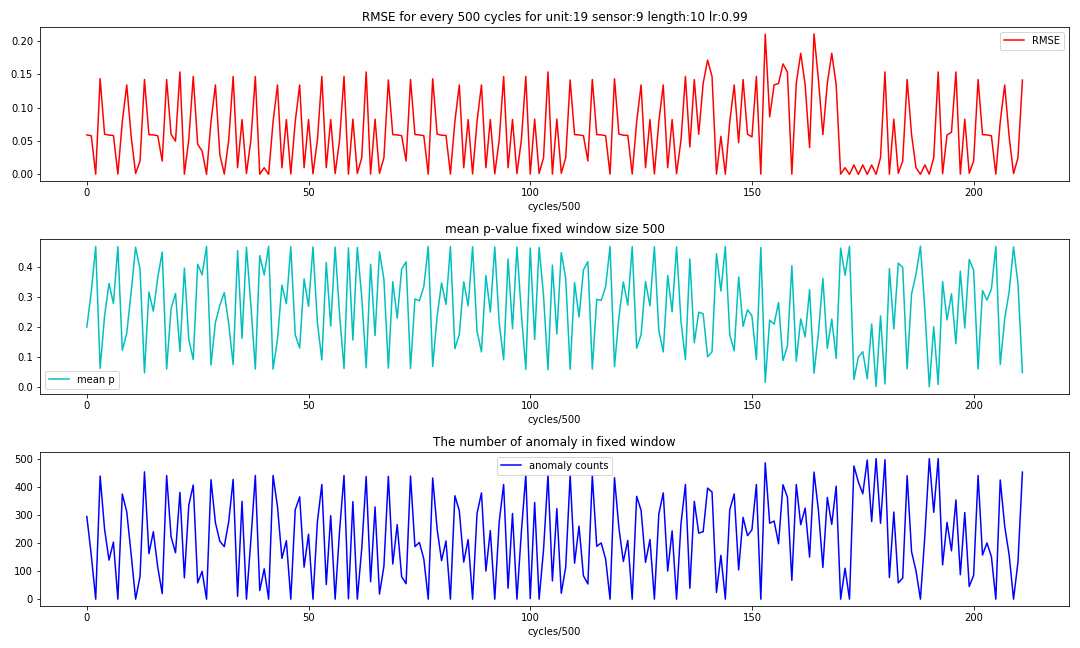 RMSE for every 500 cycles for unit:19 sensor:9 length:10 lr:0.99
RMSE
0.20
0.15
0.10
0.05
0.00
0 50 100 150 200
cycles/500
mean p-value fixed window size 500
0.4
0.3
0.2
0.1
0.0
mean p
0 50 100 150 200
cycles/500
The number of anomaly in fixed window
anomaly counts
500
400
300
200
100
0
0 50 100 150 200
cycles/500